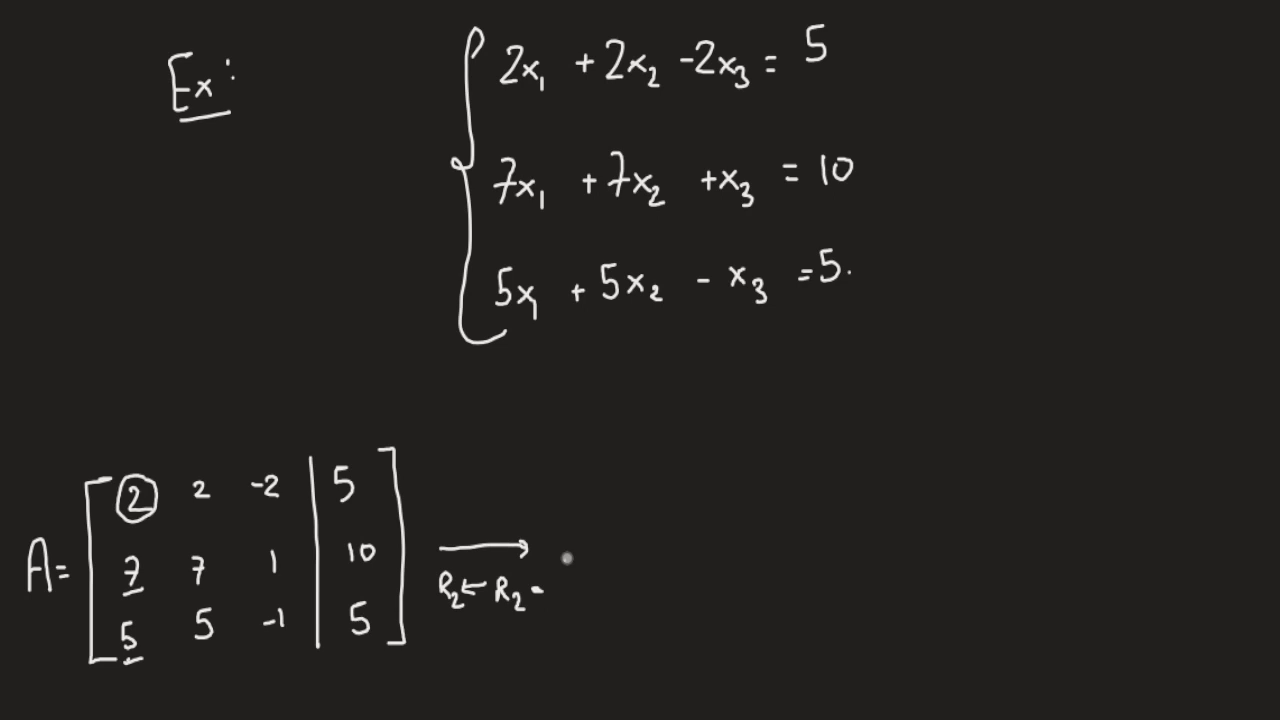 Ex:
2x₁ + 2x₂ -2x₃ = 5
7x₁ + 7x₂ +x₃ = 10
5x₁ + 5x₂ - x₃ = 5.
A= [ 2 2 -2 | 5
7 7 1 | 10
5 5 -1 | 5 ]
→
R₂ ← R₂ -